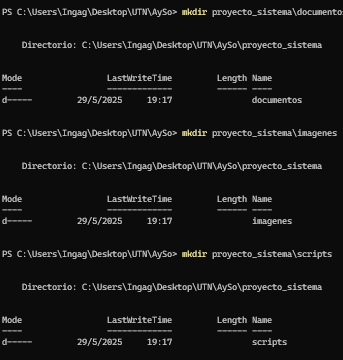 PS C:\Users\Ingag\Desktop\UTN\AySo> mkdir proyecto_sistema\documentos
Directorio: C:\Users\Ingag\Desktop\UTN\AySo\proyecto_sistema
Mode LastWriteTime Length Name
---- ------------- ------ ----
d----- 29/5/2025 19:17 documentos
PS C:\Users\Ingag\Desktop\UTN\AySo> mkdir proyecto_sistema\imagenes
Directorio: C:\Users\Ingag\Desktop\UTN\AySo\proyecto_sistema
Mode LastWriteTime Length Name
---- ------------- ------ ----
d----- 29/5/2025 19:17 imagenes
PS C:\Users\Ingag\Desktop\UTN\AySo> mkdir proyecto_sistema\scripts
Directorio: C:\Users\Ingag\Desktop\UTN\AySo\proyecto_sistema
Mode LastWriteTime Length Name
---- ------------- ------ ----
d----- 29/5/2025 19:17 scripts